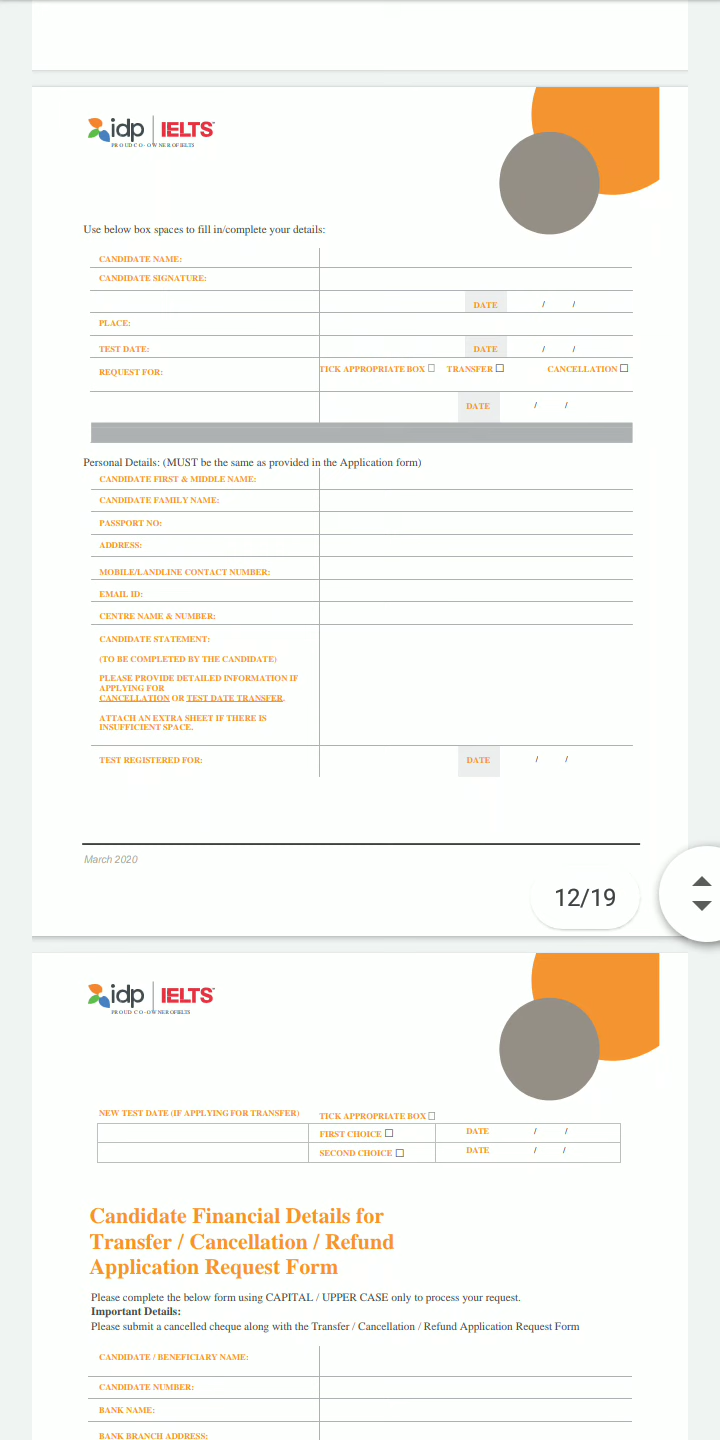 idp IELTS™
PROUD CO-OWNER OF IELTS
Use below box spaces to fill in/complete your details:
CANDIDATE NAME:
CANDIDATE SIGNATURE:
DATE / /
PLACE:
TEST DATE: DATE / /
REQUEST FOR: TICK APPROPRIATE BOX ☐ TRANSFER ☐ CANCELLATION ☐
DATE / /
Personal Details: (MUST be the same as provided in the Application form)
CANDIDATE FIRST & MIDDLE NAME:
CANDIDATE FAMILY NAME:
PASSPORT NO:
ADDRESS:
MOBILE/LANDLINE CONTACT NUMBER:
EMAIL ID:
CENTRE NAME & NUMBER:
CANDIDATE STATEMENT:
(TO BE COMPLETED BY THE CANDIDATE)
PLEASE PROVIDE DETAILED INFORMATION IF
APPLYING FOR
CANCELLATION OR TEST DATE TRANSFER.
ATTACH AN EXTRA SHEET IF THERE IS
INSUFFICIENT SPACE.
TEST REGISTERED FOR: DATE / /
March 2020
12/19
idp IELTS™
PROUD CO-OWNER OF IELTS
NEW TEST DATE (IF APPLYING FOR TRANSFER) TICK APPROPRIATE BOX ☐
FIRST CHOICE ☐ DATE / /
SECOND CHOICE ☐ DATE / /
Candidate Financial Details for
Transfer / Cancellation / Refund
Application Request Form
Please complete the below form using CAPITAL / UPPER CASE only to process your request.
Important Details:
Please submit a cancelled cheque along with the Transfer / Cancellation / Refund Application Request Form
CANDIDATE / BENEFICIARY NAME:
CANDIDATE NUMBER:
BANK NAME:
BANK BRANCH ADDRESS: